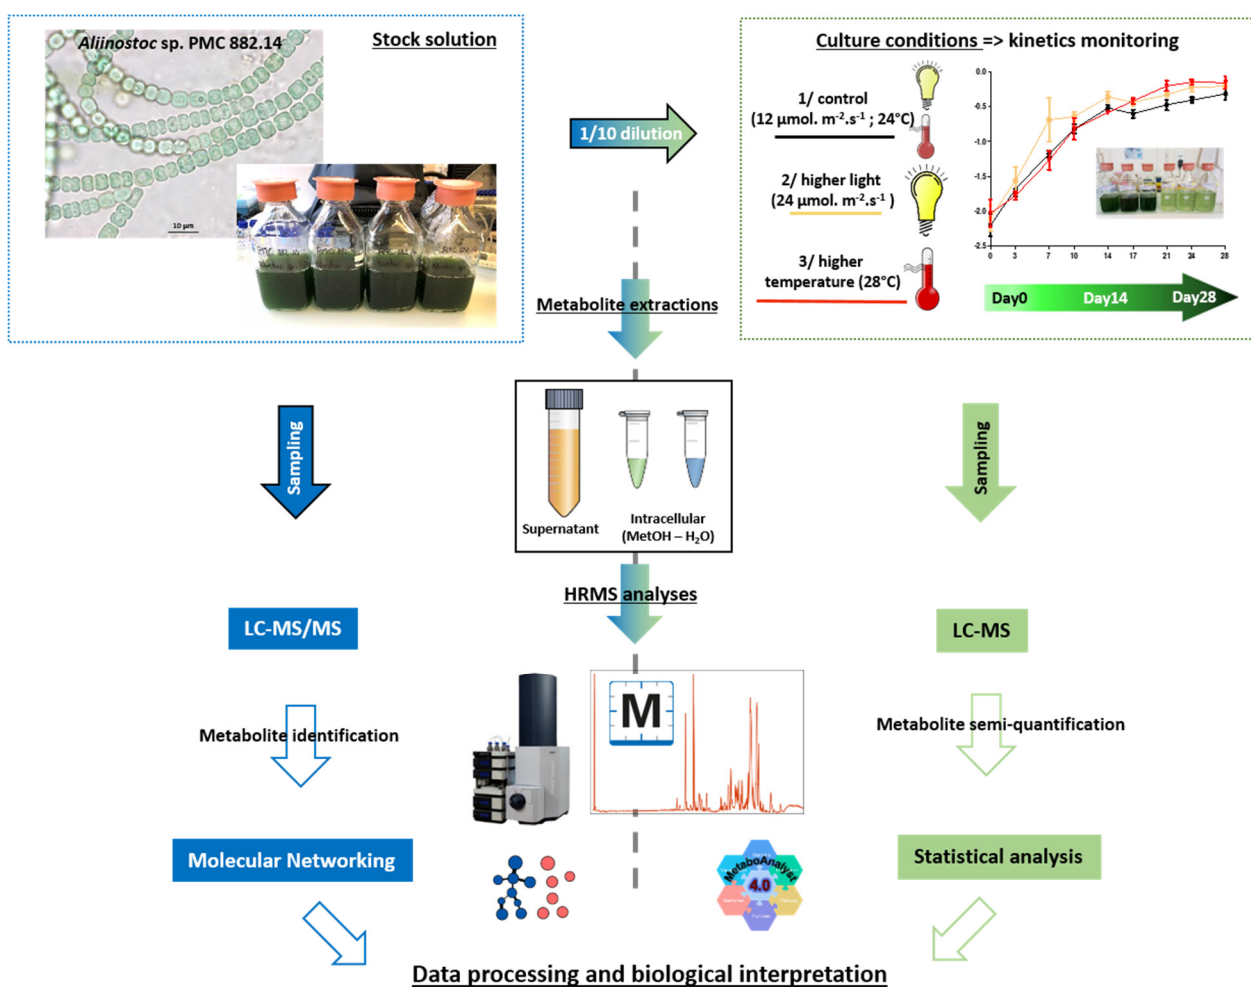 Aliinostoc sp. PMC 882.14
Stock solution
10 µm
1/10 dilution
Culture conditions => kinetics monitoring
1/ control
(12 µmol. m⁻².s⁻¹ ; 24°C)
2/ higher light
(24 µmol. m⁻².s⁻¹ )
3/ higher
temperature (28°C)
0.0
-0.5
-1.0
-1.5
-2.0
-2.5
0 3 7 10 14 17 21 24 28
Day0 Day14 Day28
Metabolite extractions
Sampling
Supernatant
Intracellular
(MetOH – H₂O)
Sampling
HRMS analyses
LC-MS/MS
LC-MS
M
Metabolite identification
Metabolite semi-quantification
Molecular Networking
MetaboAnalyst
4.0
Statistical analysis
Data processing and biological interpretation